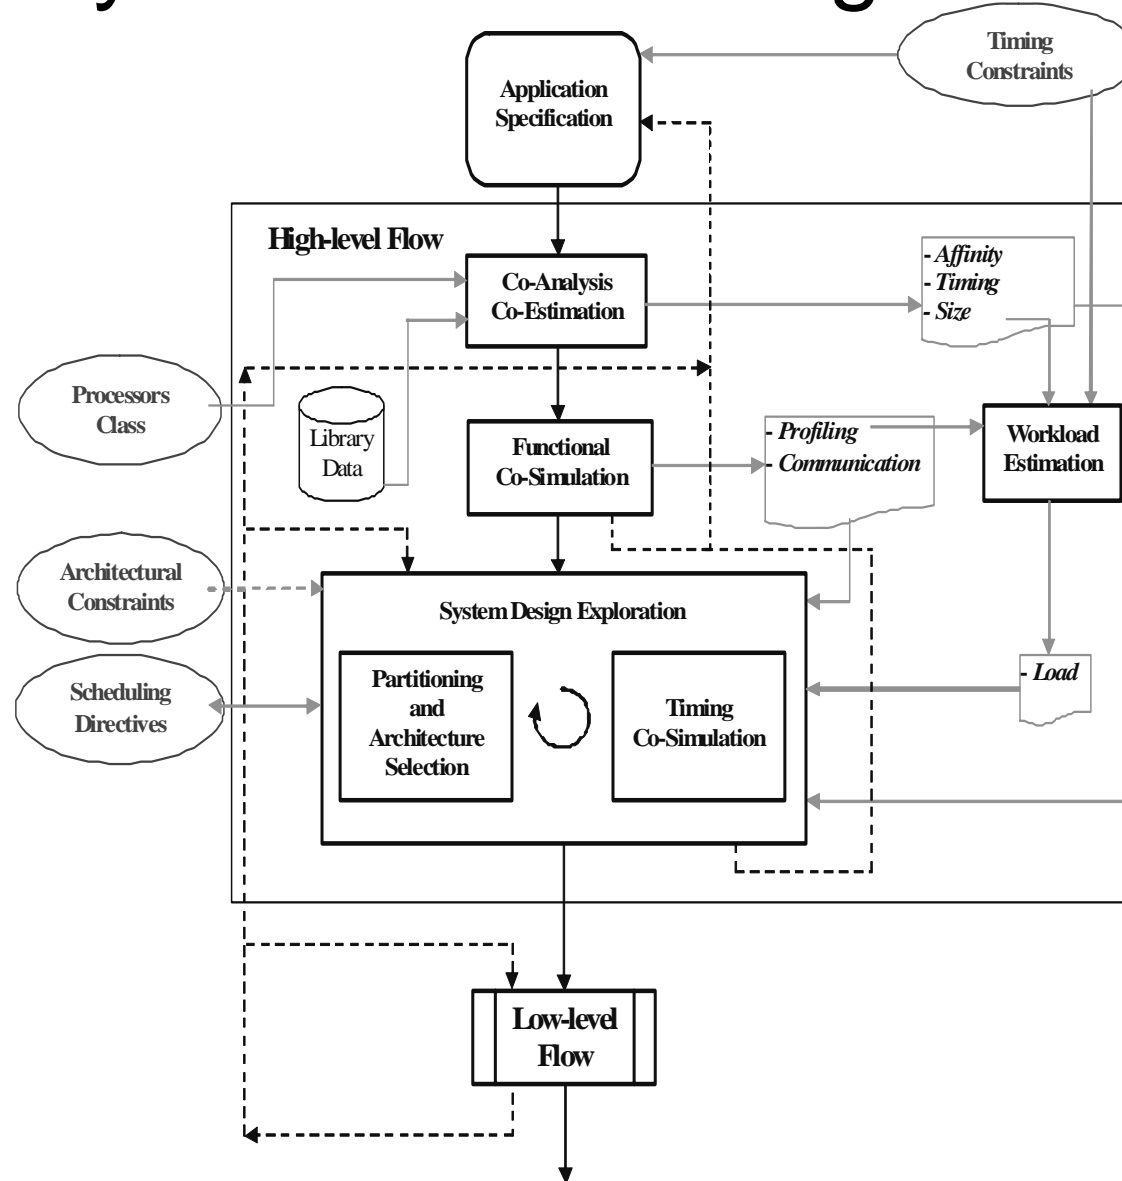 Timing
Constraints
Application
Specification
High-level Flow
Co-Analysis
Co-Estimation
- Affinity
- Timing
- Size
Processors
Class
Library
Data
Functional
Co-Simulation
- Profiling
- Communication
Workload
Estimation
Architectural
Constraints
System Design Exploration
Scheduling
Directives
Partitioning
and
Architecture
Selection
Timing
Co-Simulation
- Load
Low-level
Flow